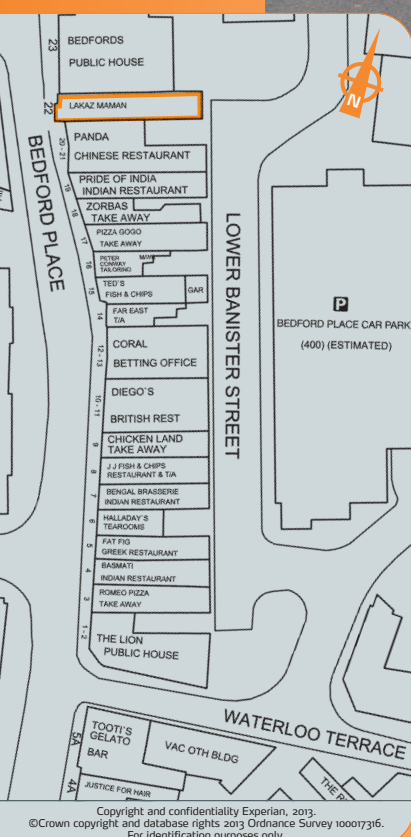 23
BEDFORDS
PUBLIC HOUSE
22
LAKAZ MAMAN
20 - 21
PANDA
CHINESE RESTAURANT
19
PRIDE OF INDIA
INDIAN RESTAURANT
18
ZORBAS
TAKE AWAY
17
PIZZA GOGO
TAKE AWAY
16
PETER
CONWAY
TAILORING
15
TED'S
FISH & CHIPS
GAR
14
FAR EAST
T/A
12 - 13
CORAL
BETTING OFFICE
10 - 11
DIEGO'S
BRITISH REST
9
CHICKEN LAND
TAKE AWAY
8
J J FISH & CHIPS
RESTAURANT & T/A
7
BENGAL BRASSERIE
INDIAN RESTAURANT
6
HALLADAY'S
TEAROOMS
5
FAT FIG
GREEK RESTAURANT
4
BASMATI
INDIAN RESTAURANT
3
ROMEO PIZZA
TAKE AWAY
1 - 2
THE LION
PUBLIC HOUSE
BEDFORD PLACE
LOWER BANISTER STREET
N
P
BEDFORD PLACE CAR PARK
(400) (ESTIMATED)
WATERLOO TERRACE
5A
TOOTI'S
GELATO
BAR
VAC OTH BLDG
4A
JUSTICE FOR HAIR
THE
Copyright and confidentiality Experian, 2013.
©Crown copyright and database rights 2013 Ordnance Survey 100017316.
For identification purposes only